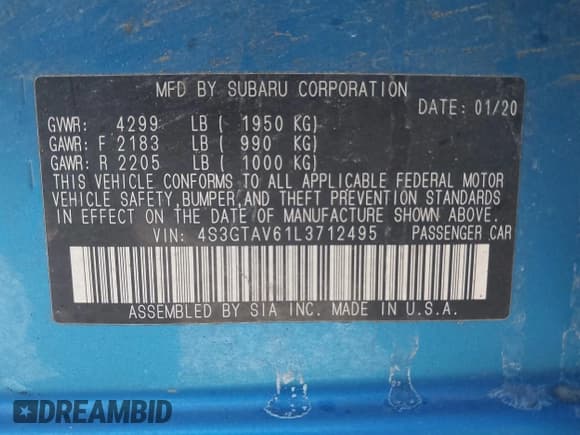 MFD BY SUBARU CORPORATION
DATE: 01/20
GVWR: 4299 LB ( 1950 KG)
GAWR: F 2183 LB ( 990 KG)
GAWR: R 2205 LB ( 1000 KG)
THIS VEHICLE CONFORMS TO ALL APPLICABLE FEDERAL MOTOR
VEHICLE SAFETY,BUMPER,AND THEFT PREVENTION STANDARDS
IN EFFECT ON THE DATE OF MANUFACTURE SHOWN ABOVE.
VIN: 4S3GTAV61L3712495 PASSENGER CAR
ASSEMBLED BY SIA INC. MADE IN U.S.A.
DREAMBID